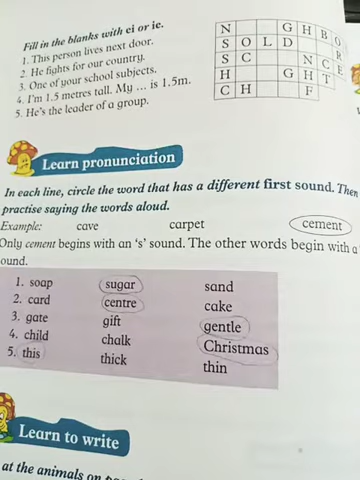 Fill in the blanks with ei or ie.
1. This person lives next door.
2. He fights for our country.
3. One of your school subjects.
4. I'm 1.5 metres tall. My ... is 1.5m.
5. He's the leader of a group.
N G H B O R
S O L D
S C N C E
H G H T
C H F
Learn pronunciation
In each line, circle the word that has a different first sound. Then
practise saying the words aloud.
Example: cave carpet cement
Only cement begins with an 's' sound. The other words begin with a
ound.
1. soap sugar sand
2. card centre cake
3. gate gift gentle
4. child chalk Christmas
5. this thick thin
Learn to write
at the animals on